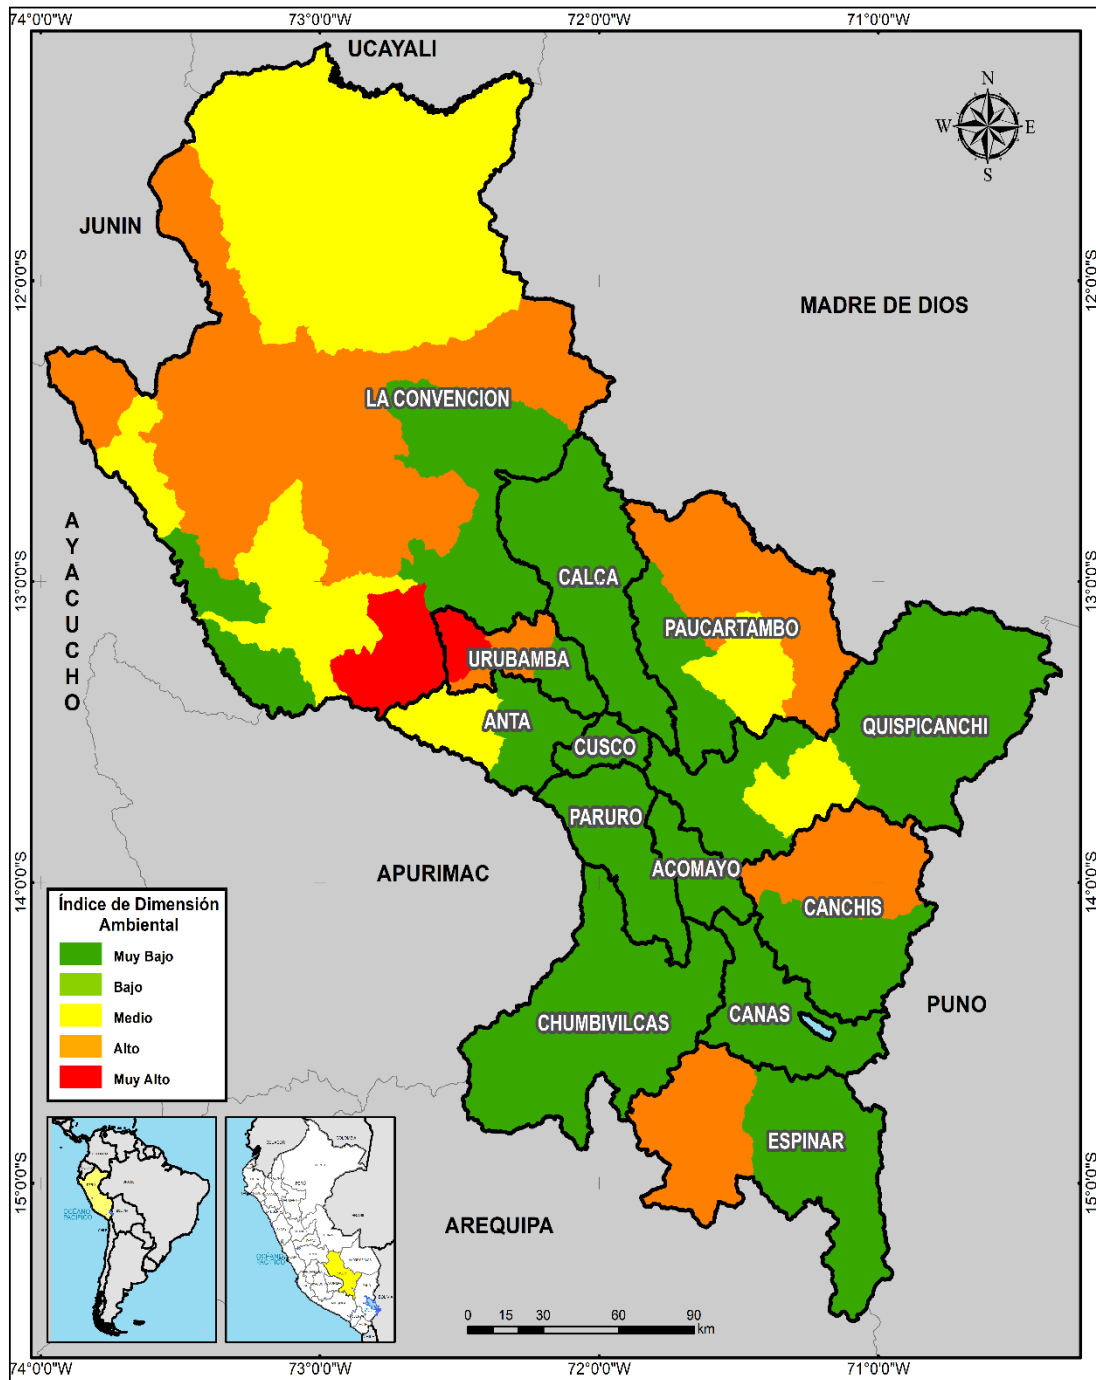 74°0'0"W 73°0'0"W 72°0'0"W 71°0'0"W
UCAYALI
N
W E
S
JUNIN
12°0'0"S 12°0'0"S
MADRE DE DIOS
LA CONVENCION
AYACUCHO
CALCA
13°0'0"S 13°0'0"S
PAUCARTAMBO
URUBAMBA
ANTA
QUISPICANCHI
CUSCO
PARURO
ACOMAYO
APURIMAC
14°0'0"S 14°0'0"S
CANCHIS
Índice de Dimensión
Ambiental
Muy Bajo
Bajo
Medio
Alto
Muy Alto
PUNO
CANAS
CHUMBIVILCAS
ESPINAR
15°0'0"S 15°0'0"S
AREQUIPA
OCÉANO
PACÍFICO
0 15 30 60 90
km
74°0'0"W 73°0'0"W 72°0'0"W 71°0'0"W